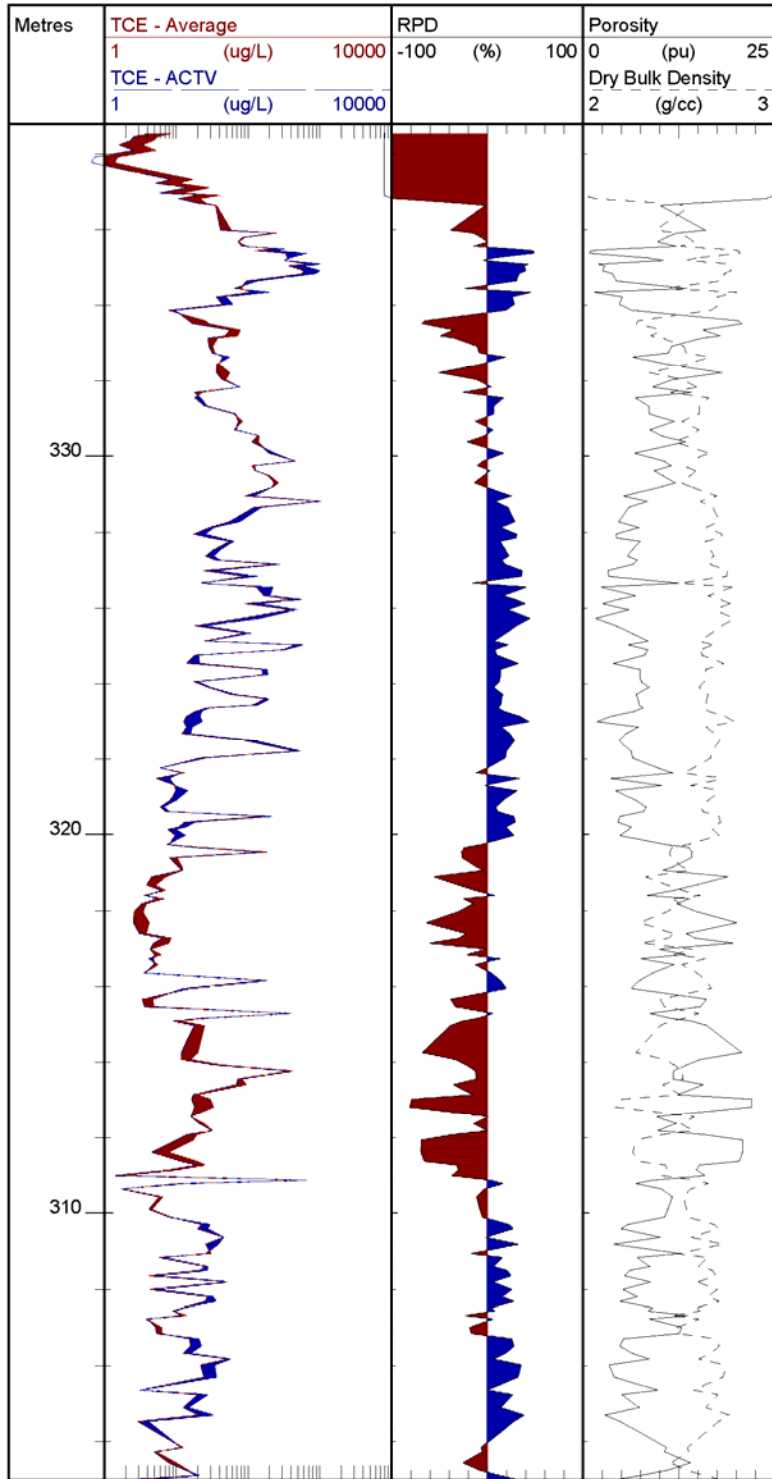 Metres
TCE - Average
1 (ug/L) 10000
TCE - ACTV
1 (ug/L) 10000
RPD
-100 (%) 100
Porosity
0 (pu) 25
Dry Bulk Density
2 (g/cc) 3
330
320
310